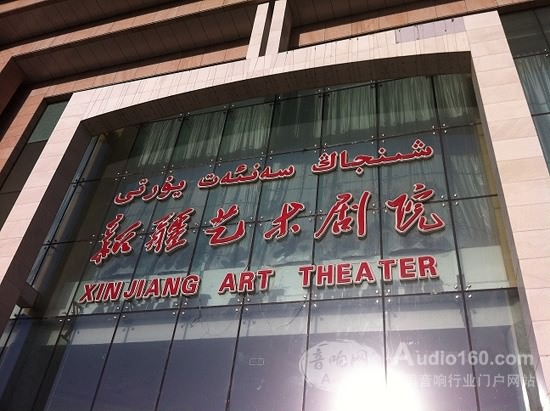 شىنجاڭ سەنئەت يۇرتى
新疆艺术剧院
XINJIANG ART THEATER
音响网 Audio160.com
音响行业门户网站